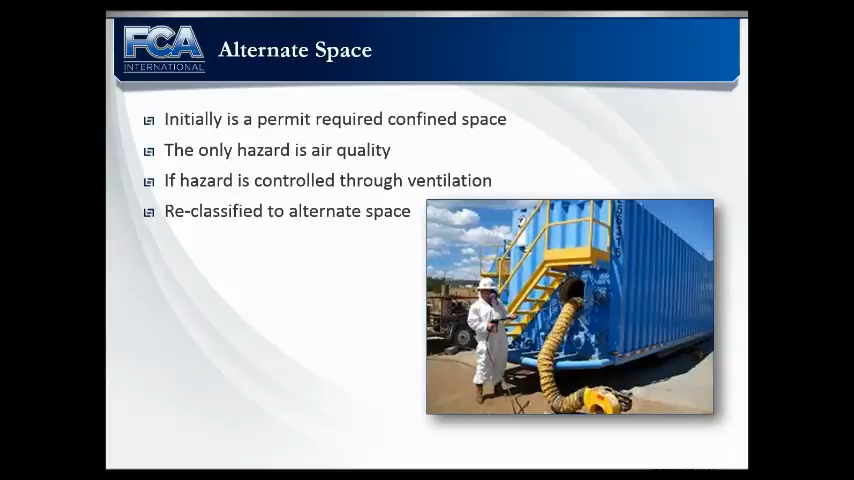 FCA
INTERNATIONAL
Alternate Space
Initially is a permit required confined space
The only hazard is air quality
If hazard is controlled through ventilation
Re-classified to alternate space